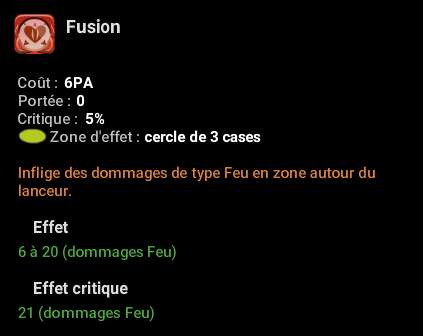 Fusion
Coût : 6PA
Portée : 0
Critique : 5%
Zone d'effet : cercle de 3 cases
Inflige des dommages de type Feu en zone autour du
lanceur.
Effet
6 à 20 (dommages Feu)
Effet critique
21 (dommages Feu)